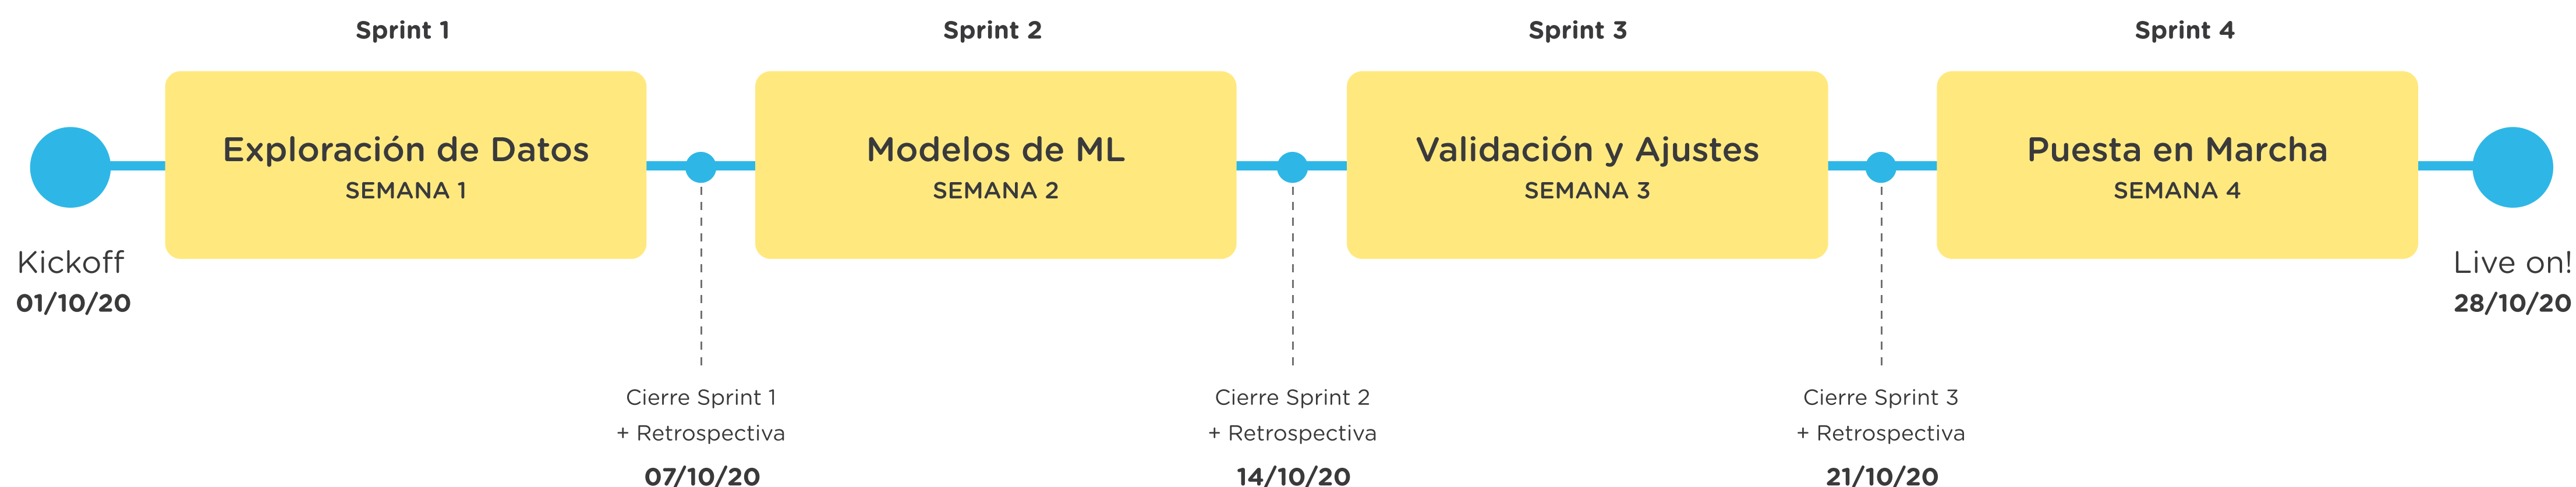 Sprint 1
Sprint 2
Sprint 3
Sprint 4
Exploración de Datos
SEMANA 1
Modelos de ML
SEMANA 2
Validación y Ajustes
SEMANA 3
Puesta en Marcha
SEMANA 4
Kickoff
01/10/20
Live on!
28/10/20
Cierre Sprint 1
+ Retrospectiva
07/10/20
Cierre Sprint 2
+ Retrospectiva
14/10/20
Cierre Sprint 3
+ Retrospectiva
21/10/20